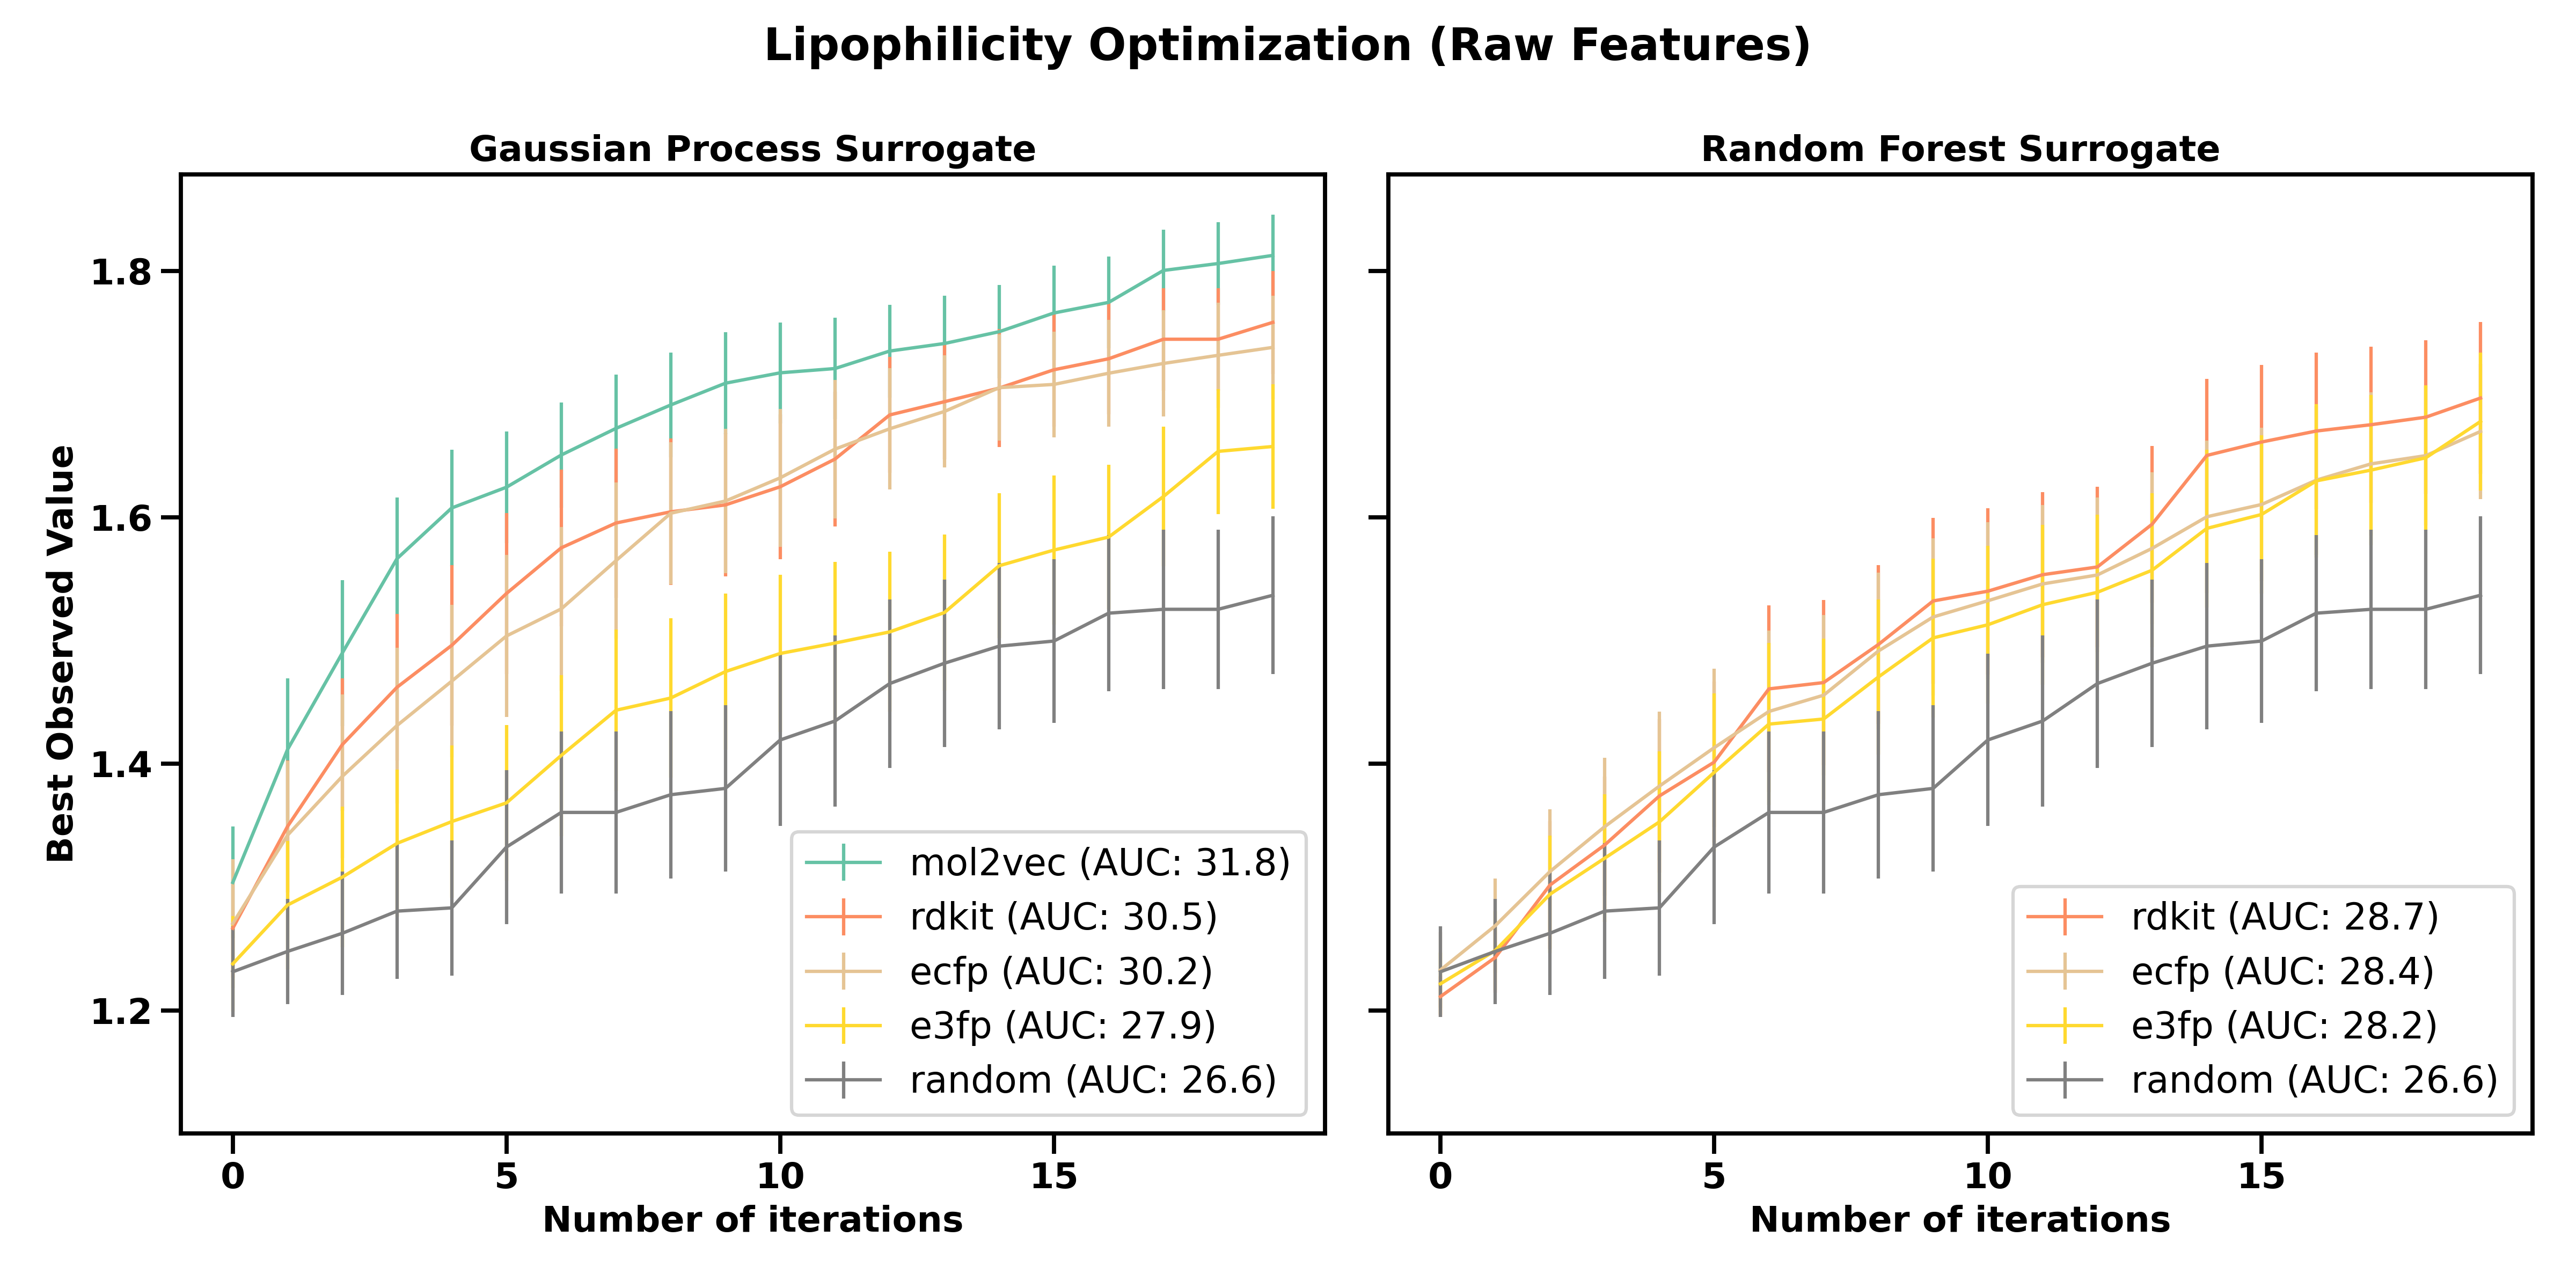 Lipophilicity Optimization (Raw Features)
Gaussian Process Surrogate
Best Observed Value
1.8
1.6
1.4
1.2
mol2vec (AUC: 31.8)
rdkit (AUC: 30.5)
ecfp (AUC: 30.2)
e3fp (AUC: 27.9)
random (AUC: 26.6)
0 5 10 15
Number of iterations
Random Forest Surrogate
rdkit (AUC: 28.7)
ecfp (AUC: 28.4)
e3fp (AUC: 28.2)
random (AUC: 26.6)
0 5 10 15
Number of iterations